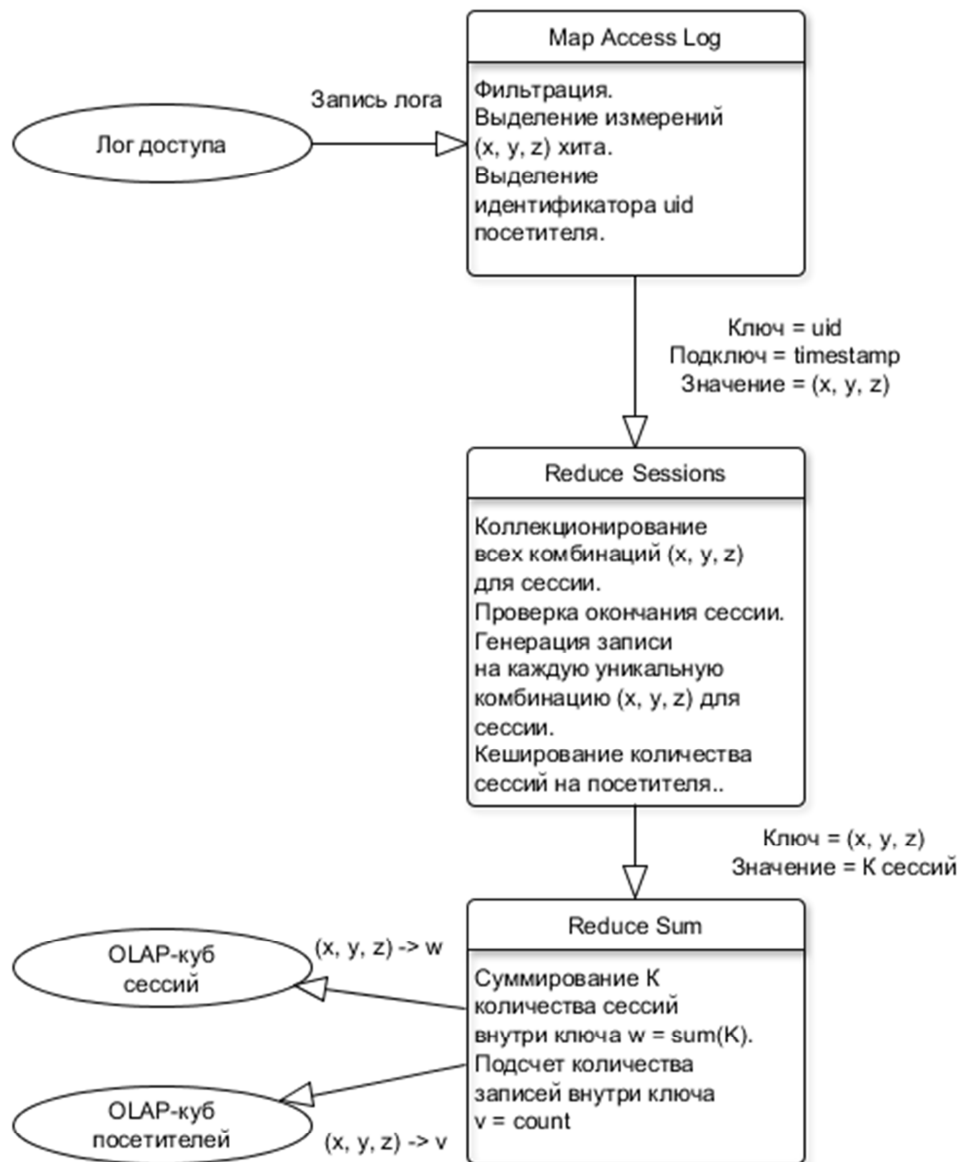 Map Access Log
Запись лога
Лог доступа
Фильтрация.
Выделение измерений
(x, y, z) хита.
Выделение
идентификатора uid
посетителя.
Ключ = uid
Подключ = timestamp
Значение = (x, y, z)
Reduce Sessions
Коллекционирование
всех комбинаций (x, y, z)
для сессии.
Проверка окончания сессии.
Генерация записи
на каждую уникальную
комбинацию (x, y, z) для
сессии.
Кеширование количества
сессий на посетителя..
Ключ = (x, y, z)
Значение = К сессий
Reduce Sum
Суммирование К
количества сессий
внутри ключа w = sum(K).
Подсчет количества
записей внутри ключа
v = count
(x, y, z) -> w
OLAP-куб
сессий
OLAP-куб
посетителей
(x, y, z) -> v